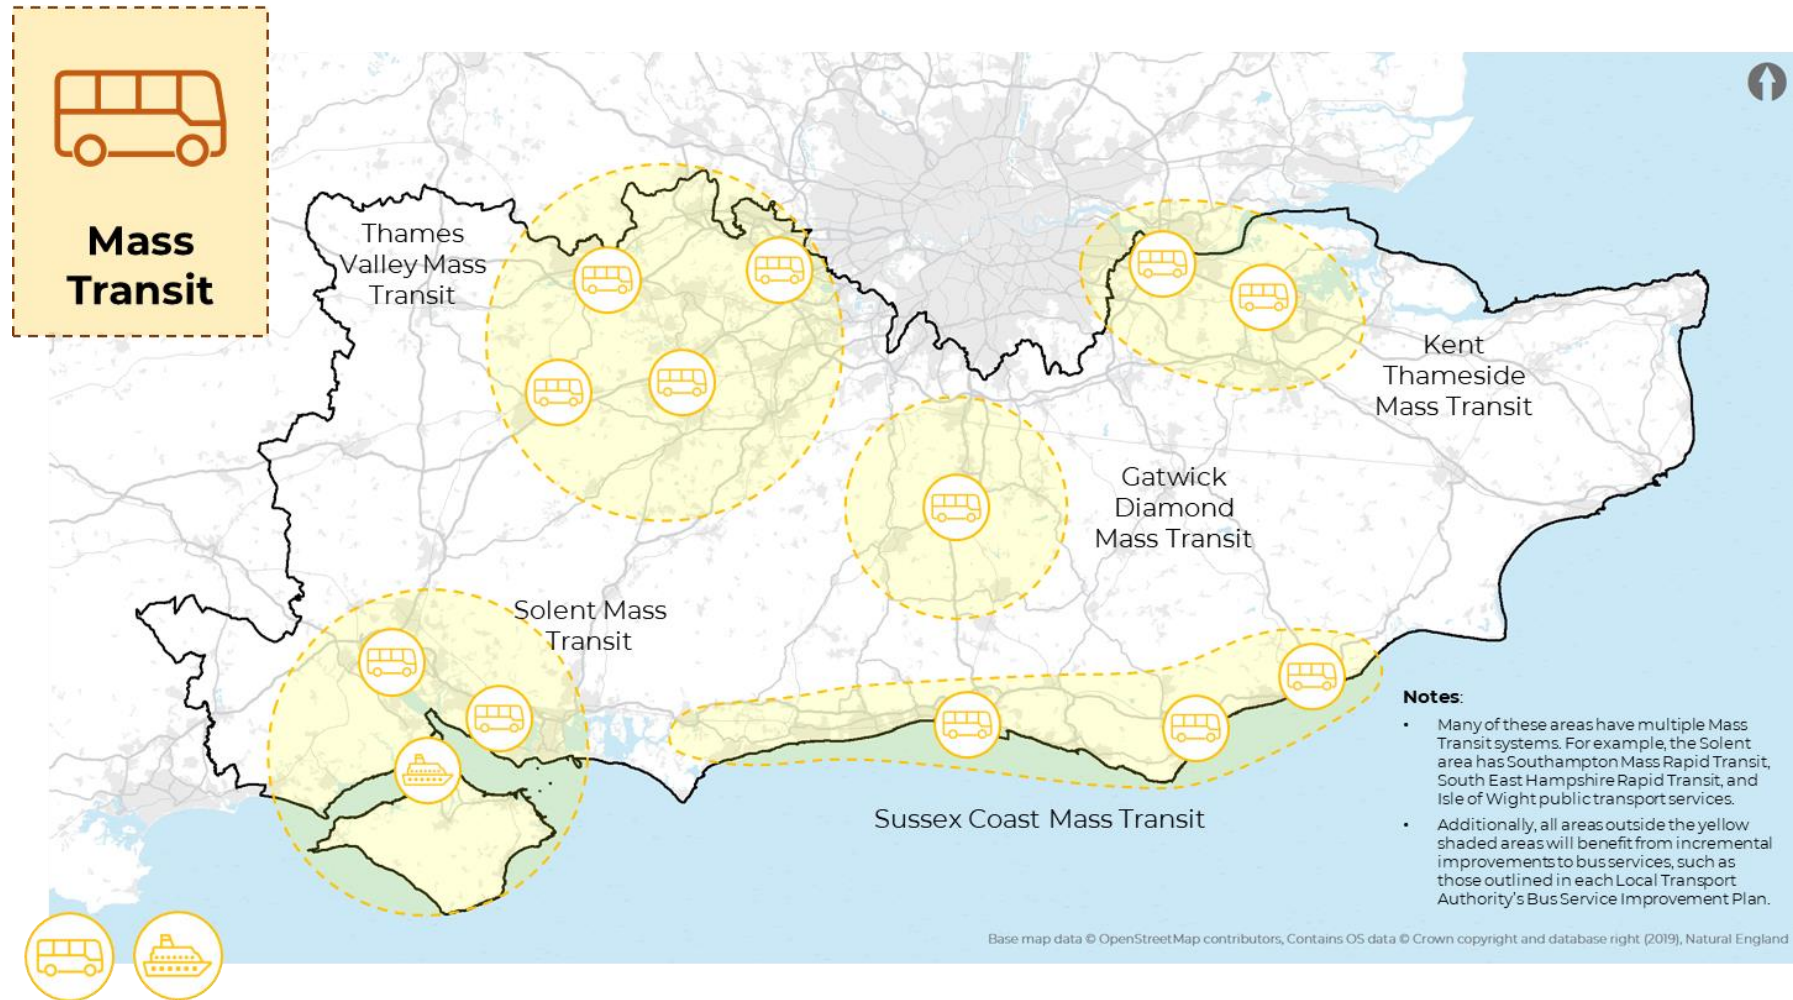 Mass
Transit
Thames
Valley Mass
Transit
Kent
Thameside
Mass Transit
Gatwick
Diamond
Mass Transit
Solent Mass
Transit
Sussex Coast Mass Transit
Notes:
• Many of these areas have multiple Mass
Transit systems. For example, the Solent
area has Southampton Mass Rapid Transit,
South East Hampshire Rapid Transit, and
Isle of Wight public transport services.
• Additionally, all areas outside the yellow
shaded areas will benefit from incremental
improvements to bus services, such as
those outlined in each Local Transport
Authority's Bus Service Improvement Plan.
Base map data © OpenStreetMap contributors, Contains OS data © Crown copyright and database right (2019), Natural England